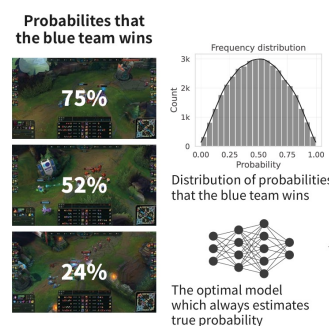 Probabilites that
the blue team wins
75%
52%
24%
Frequency distribution
3k
2k
1k
0
Count
0.00 0.25 0.50 0.75 1.00
Probability
Distribution of probabilities
that the blue team wins
The optimal model
which always estimates
true probability